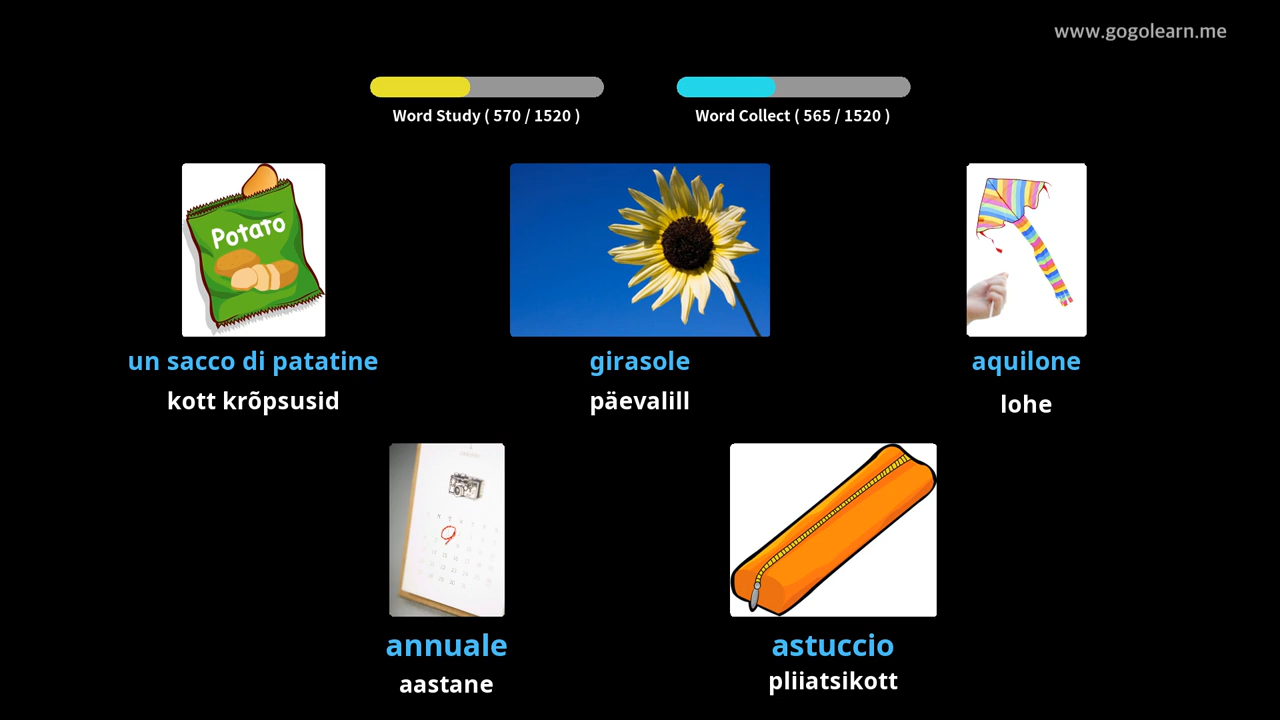 www.gogolearn.me
Word Study ( 570 / 1520 )
Word Collect ( 565 / 1520 )
Potato
un sacco di patatine
girasole
aquilone
kott krõpsusid
päevalill
lohe
annuale
astuccio
aastane
pliiatsikott